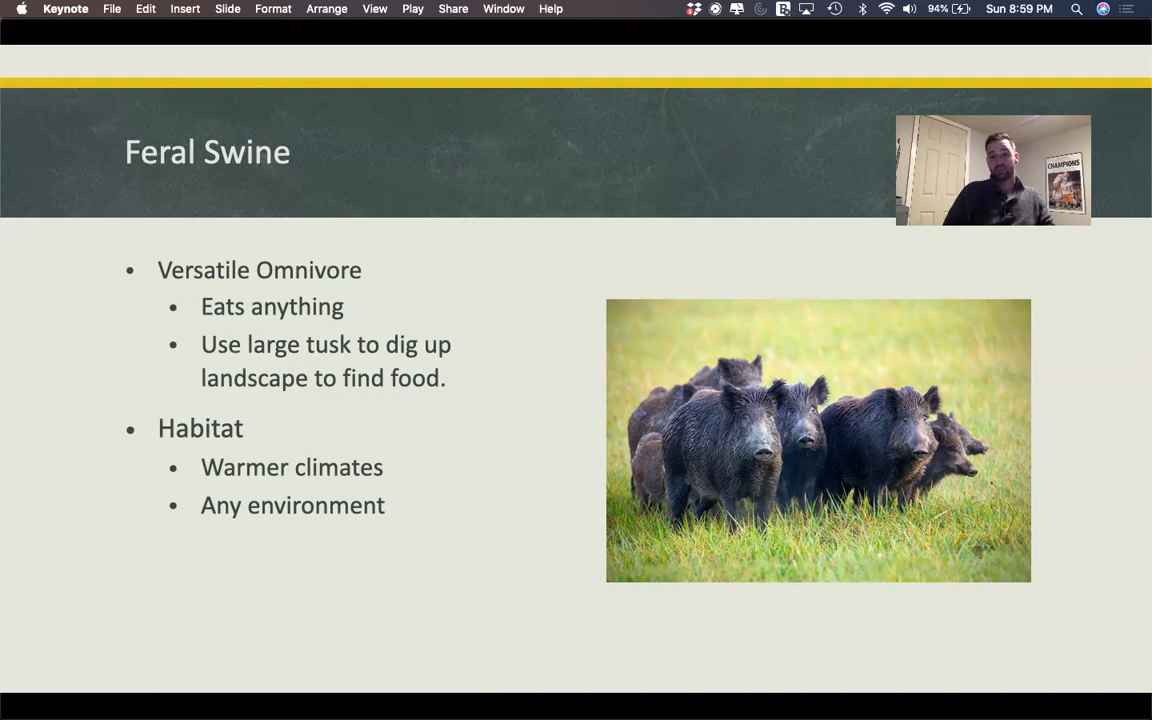 Keynote File Edit Insert Slide Format Arrange View Play Share Window Help 94% Sun 8:59 PM
Feral Swine
CHAMPIONS
• Versatile Omnivore
• Eats anything
• Use large tusk to dig up
landscape to find food.
• Habitat
• Warmer climates
• Any environment